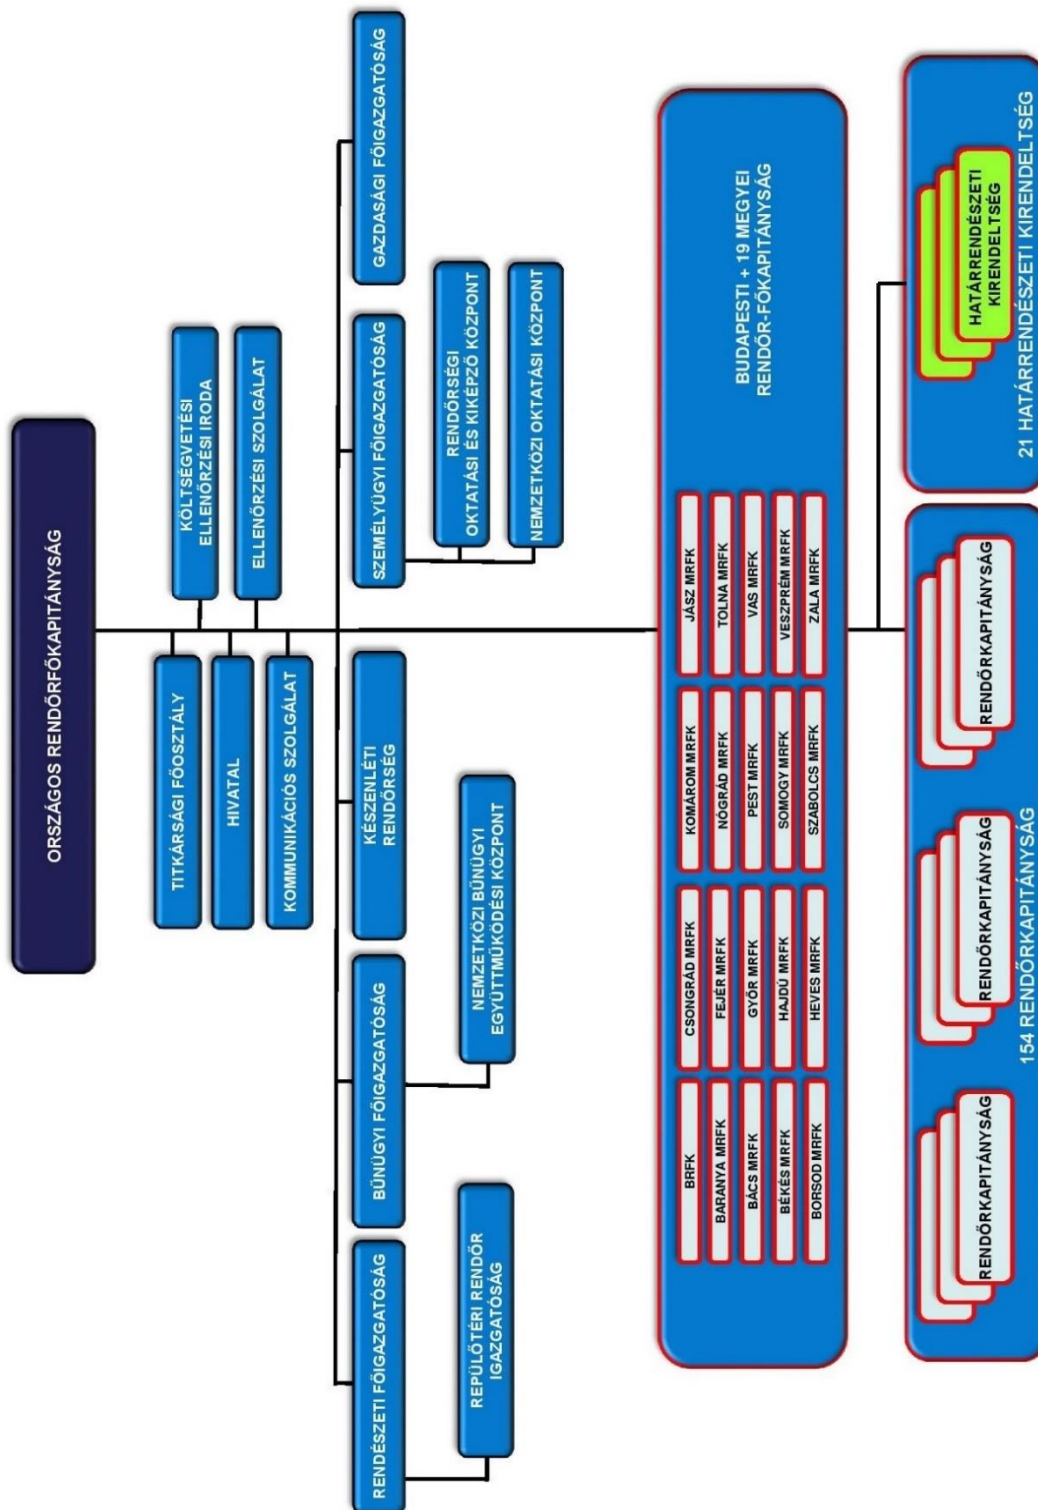 ORSZÁGOS RENDŐRFŐKAPITÁNYSÁG
TITKÁRSÁGI FŐOSZTÁLY
KÖLTSÉGVETÉSI
ELLENŐRZÉSI IRODA
HIVATAL
ELLENŐRZÉSI SZOLGÁLAT
KOMMUNIKÁCIÓS SZOLGÁLAT
RENDÉSZETI FŐIGAZGATÓSÁG
BŰNÜGYI FŐIGAZGATÓSÁG
KÉSZENLÉTI
RENDŐRSÉG
SZEMÉLYÜGYI FŐIGAZGATÓSÁG
GAZDASÁGI FŐIGAZGATÓSÁG
REPÜLŐTÉRI RENDŐR
IGAZGATÓSÁG
NEMZETKÖZI BŰNÜGYI
EGYÜTTMŰKÖDÉSI KÖZPONT
RENDŐRSÉGI
OKTATÁSI ÉS KIKÉPZŐ KÖZPONT
NEMZETKÖZI OKTATÁSI KÖZPONT
BRFK
CSONGRÁD MRFK
KOMÁROM MRFK
JÁSZ MRFK
BARANYA MRFK
FEJÉR MRFK
NÓGRÁD MRFK
TOLNA MRFK
BÁCS MRFK
GYŐR MRFK
PEST MRFK
VAS MRFK
BÉKÉS MRFK
HAJDÚ MRFK
SOMOGY MRFK
VESZPRÉM MRFK
BORSOD MRFK
HEVES MRFK
SZABOLCS MRFK
ZALA MRFK
BUDAPESTI + 19 MEGYEI
RENDŐR-FŐKAPITÁNYSÁG
RENDŐRKAPITÁNYSÁG
RENDŐRKAPITÁNYSÁG
RENDŐRKAPITÁNYSÁG
154 RENDŐRKAPITÁNYSÁG
HATÁRRENDÉSZETI
KIRENDELTSÉG
21 HATÁRRENDÉSZETI KIRENDELTSÉG